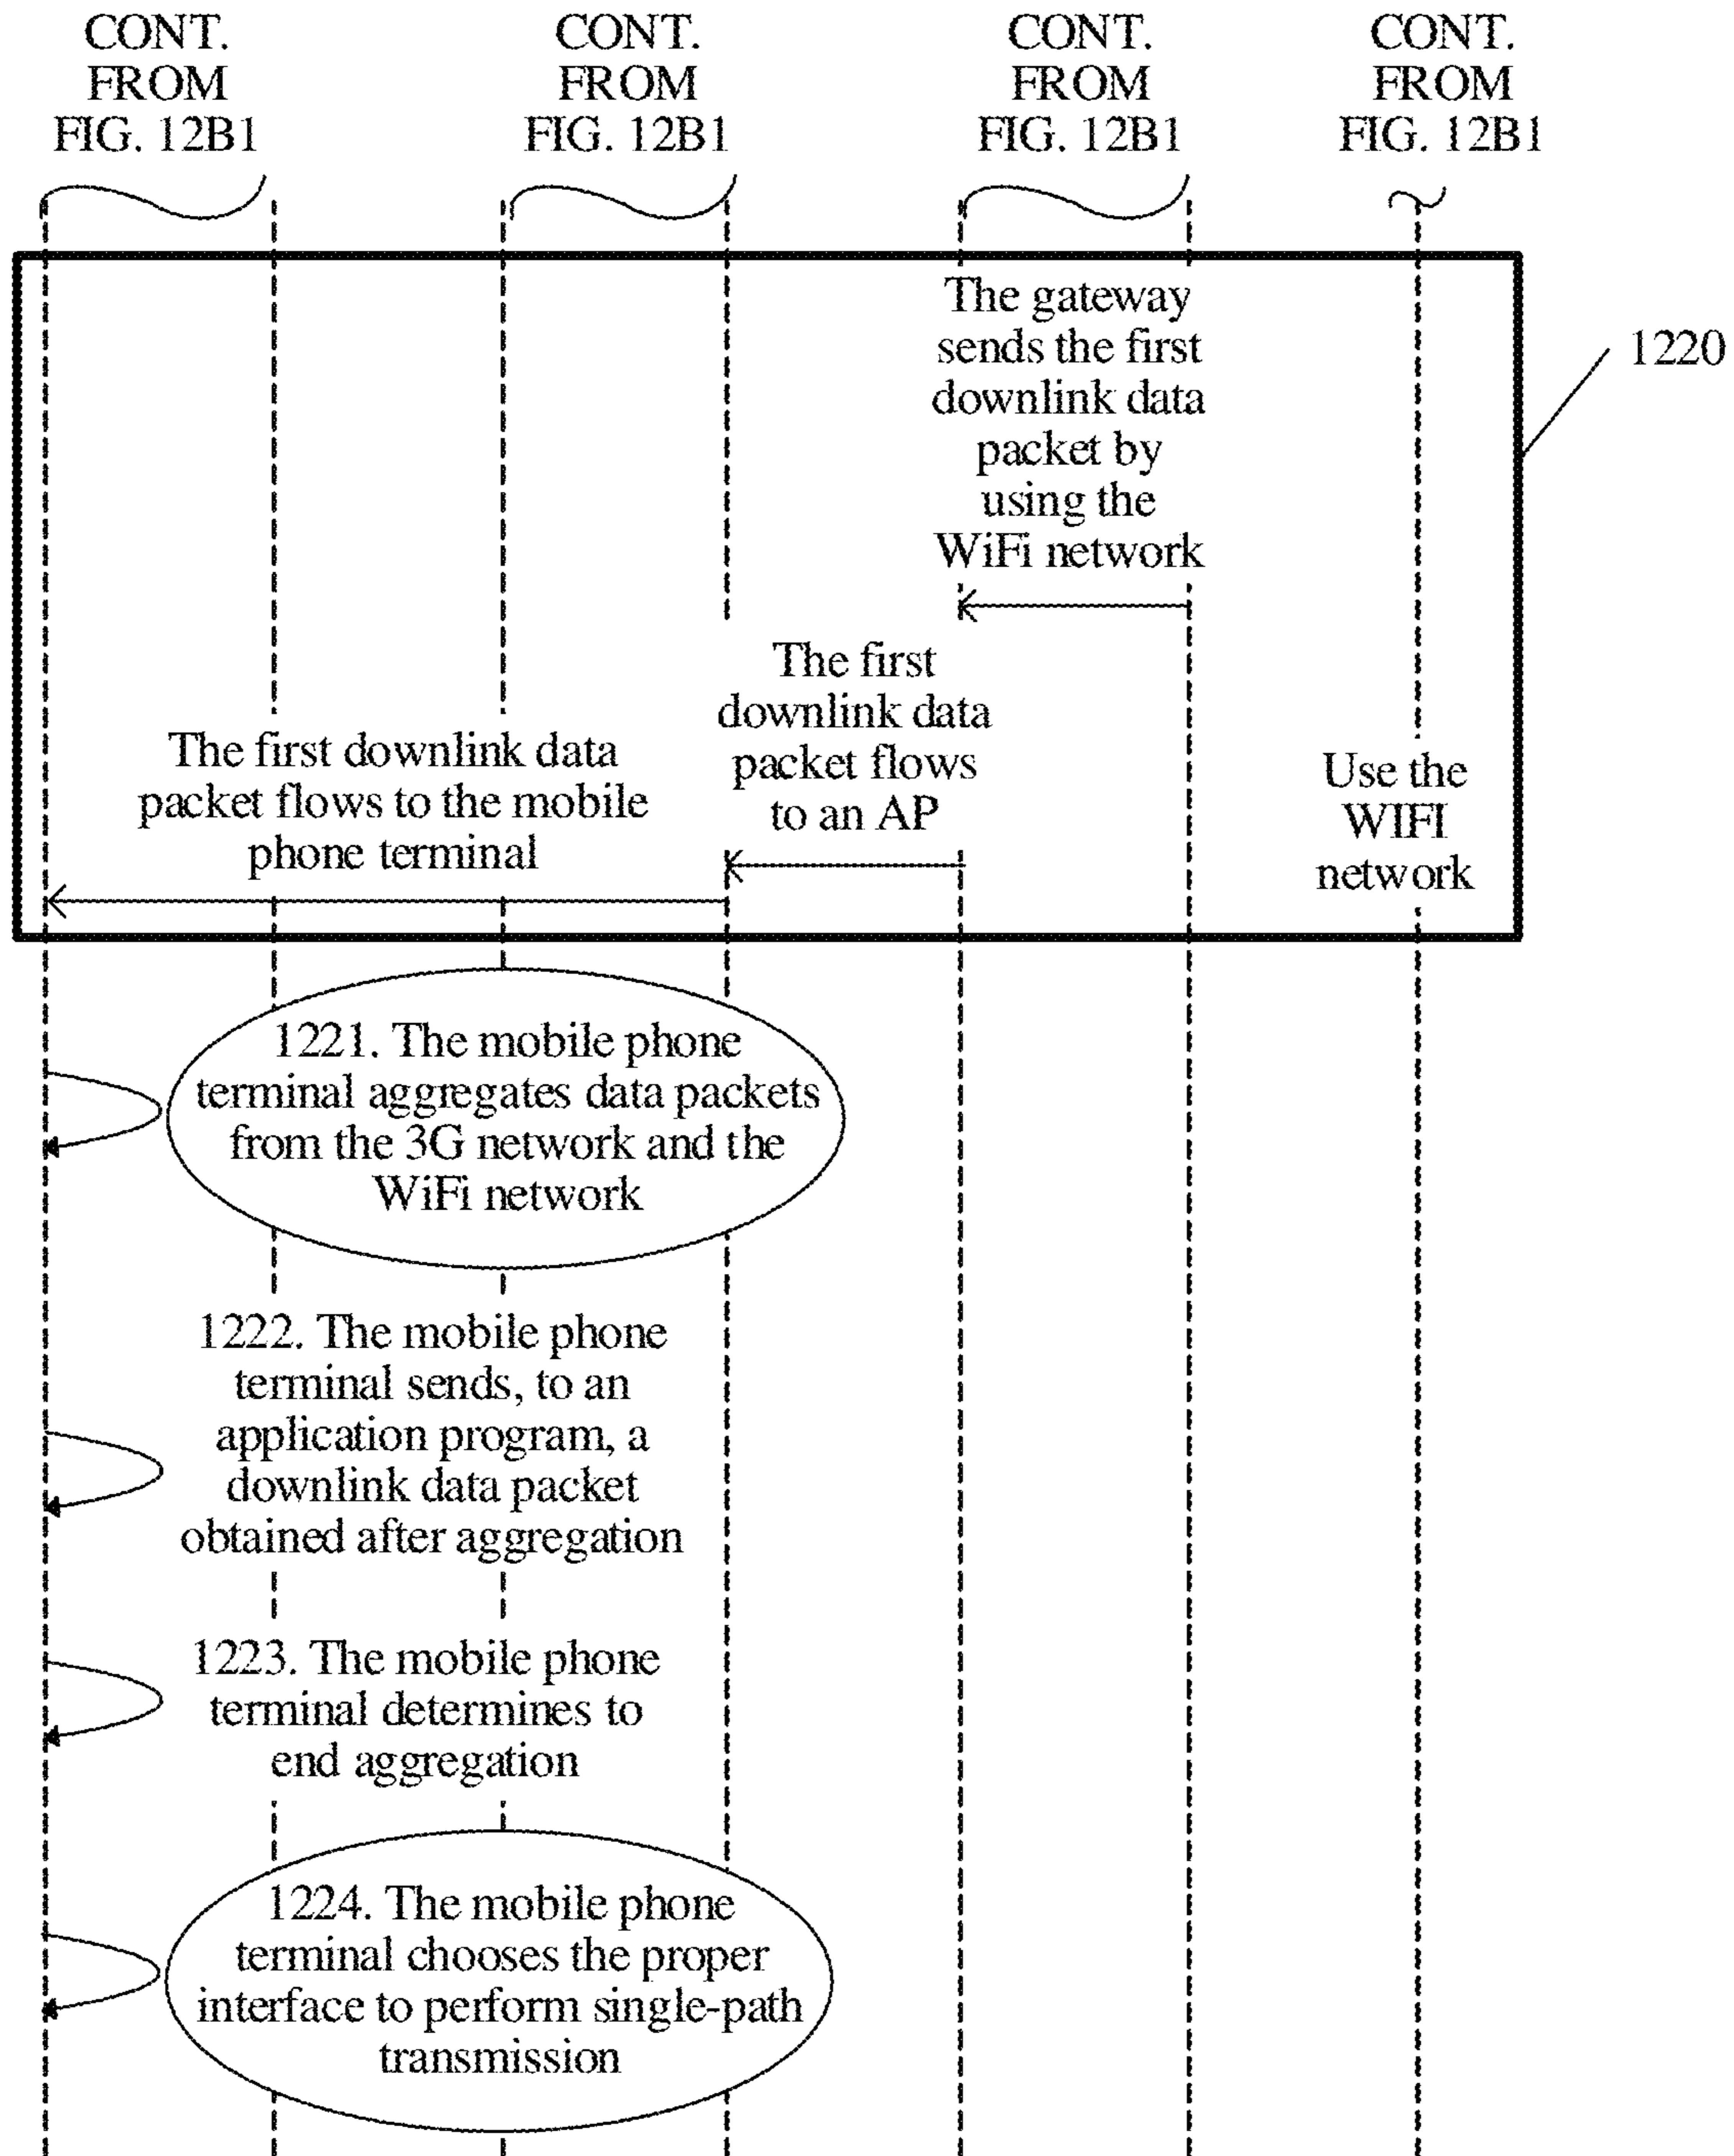 CONT.
FROM
FIG. 12B1
CONT.
FROM
FIG. 12B1
CONT.
FROM
FIG. 12B1
CONT.
FROM
FIG. 12B1
The gateway
sends the first
downlink data
packet by
using the
WiFi network
1220
The first
downlink data
packet flows
to an AP
The first downlink data
packet flows to the mobile
phone terminal
Use the
WIFI
network
1221. The mobile phone
terminal aggregates data packets
from the 3G network and the
WiFi network
1222. The mobile phone
terminal sends, to an
application program, a
downlink data packet
obtained after aggregation
1223. The mobile phone
terminal determines to
end aggregation
1224. The mobile phone
terminal chooses the proper
interface to perform single-path
transmission